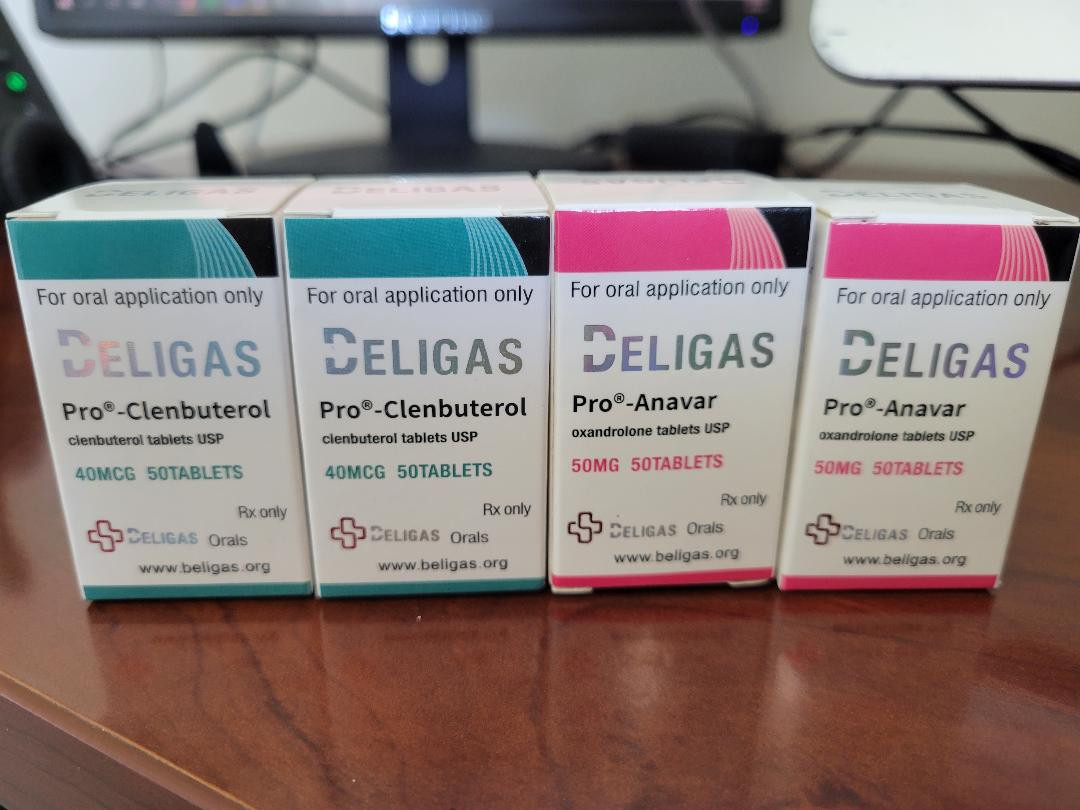 DELIGAS
DELIGAS
DELIGAS
For oral application only
BELIGAS
Pro®-Clenbuterol
clenbuterol tablets USP
40MCG 50TABLETS
Rx only
BELIGAS Orals
www.beligas.org
For oral application only
BELIGAS
Pro®-Clenbuterol
clenbuterol tablets USP
40MCG 50TABLETS
Rx only
BELIGAS Orals
www.beligas.org
For oral application only
BELIGAS
Pro®-Anavar
oxandrolone tablets USP
50MG 50TABLETS
Rx only
BELIGAS Orals
www.beligas.org
For oral application only
BELIGAS
Pro®-Anavar
oxandrolone tablets USP
50MG 50TABLETS
Rx only
BELIGAS Orals
www.beligas.org